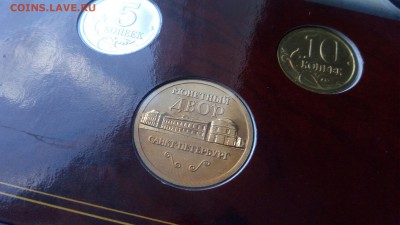 COINS.LAVE.RU
5
КОПЕЕК
10
КОПЕЕК
МОНЕТНЫЙ
ДВОР
САНКТ-ПЕТЕРБУРГ